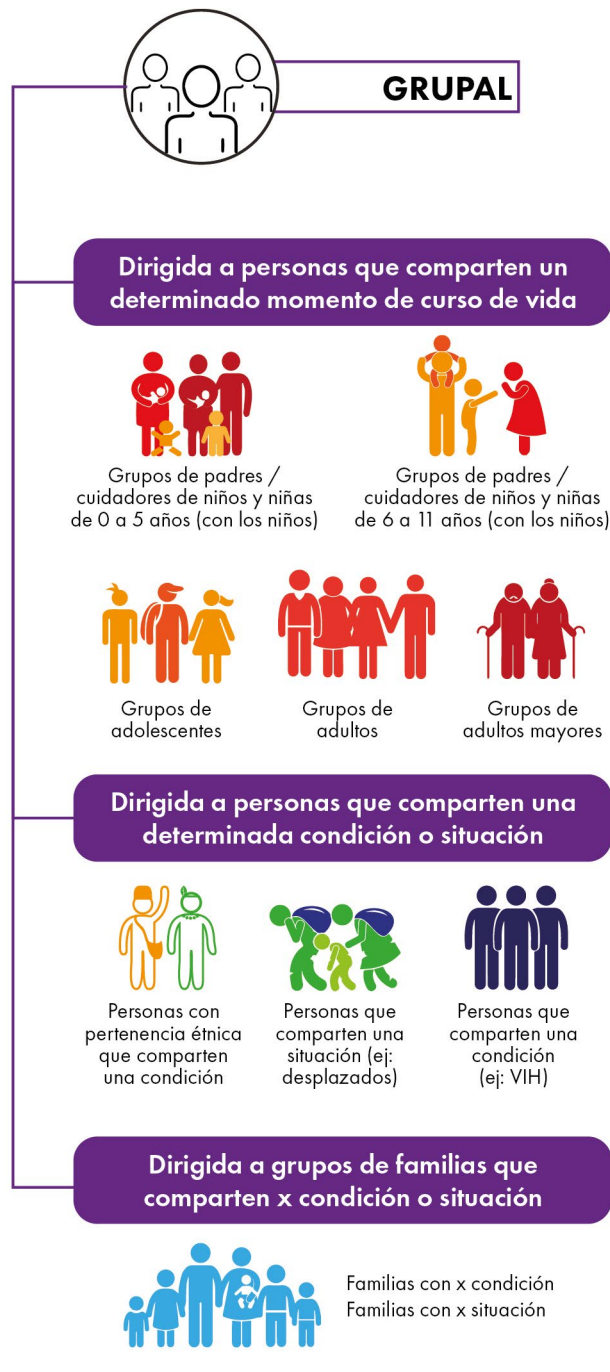 GRUPAL
Dirigida a personas que comparten un
determinado momento de curso de vida
Grupos de padres /
cuidadores de niños y niñas
de 0 a 5 años (con los niños)
Grupos de padres /
cuidadores de niños y niñas
de 6 a 11 años (con los niños)
Grupos de
adolescentes
Grupos de
adultos
Grupos de
adultos mayores
Dirigida a personas que comparten una
determinada condición o situación
Personas con
pertenencia étnica
que comparten
una condición
Personas que
comparten una
situación (ej:
desplazados)
Personas que
comparten una
condición
(ej: VIH)
Dirigida a grupos de familias que
comparten x condición o situación
Familias con x condición
Familias con x situación